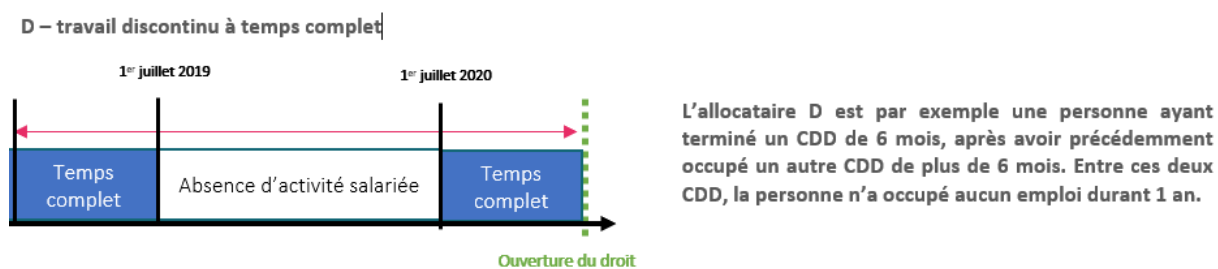 D – travail discontinu à temps complet
1er juillet 2019
1er juillet 2020
Temps
complet
Absence d’activité salariée
Temps
complet
Ouverture du droit
L’allocataire D est par exemple une personne ayant
terminé un CDD de 6 mois, après avoir précédemment
occupé un autre CDD de plus de 6 mois. Entre ces deux
CDD, la personne n’a occupé aucun emploi durant 1 an.